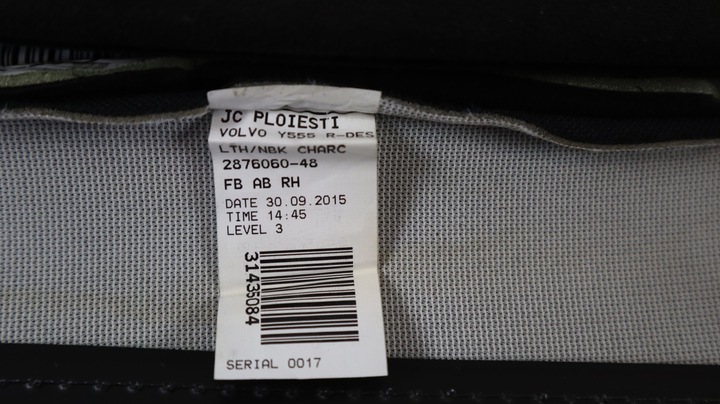 JC PLOIESTI
VOLVO Y555 R-DES
LTH/NBK CHARC
2876060-48
FB AB RH
DATE 30.09.2015
TIME 14:45
LEVEL 3
31435084
SERIAL 0017